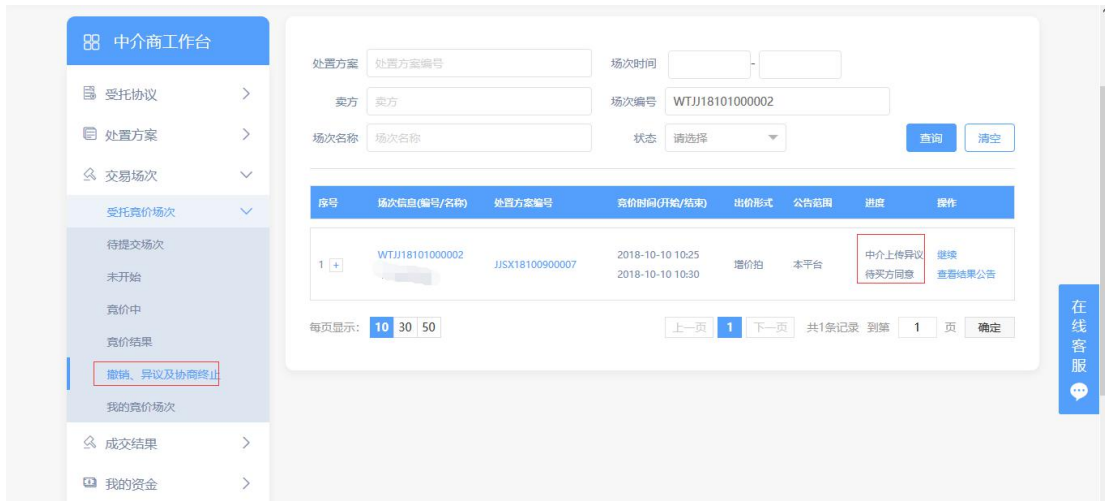 中介商工作台
受托协议
处置方案
交易场次
受托竞价场次
待提交场次
未开始
竞价中
竞价结果
撤销、异议及协商终止
我的竞价场次
成交结果
我的资金
处置方案 处置方案编号 场次时间 -
卖方 卖方 场次编号 WTJJ18101000002
场次名称 场次名称 状态 请选择 查询 清空
序号 场次信息(编号/名称) 处置方案编号 竞价时间(开始/结束) 出价形式 公告范围 进度 操作
WTJJ18101000002 2018-10-10 10:25 中介上传异议 继续
1 + JJSX18100900007 增价拍 本平台
2018-10-10 10:30 待买方同意 查看结果公告
每页显示: 10 30 50 上一页 1 下一页 共1条记录 到第 1 页 确定
在线客服